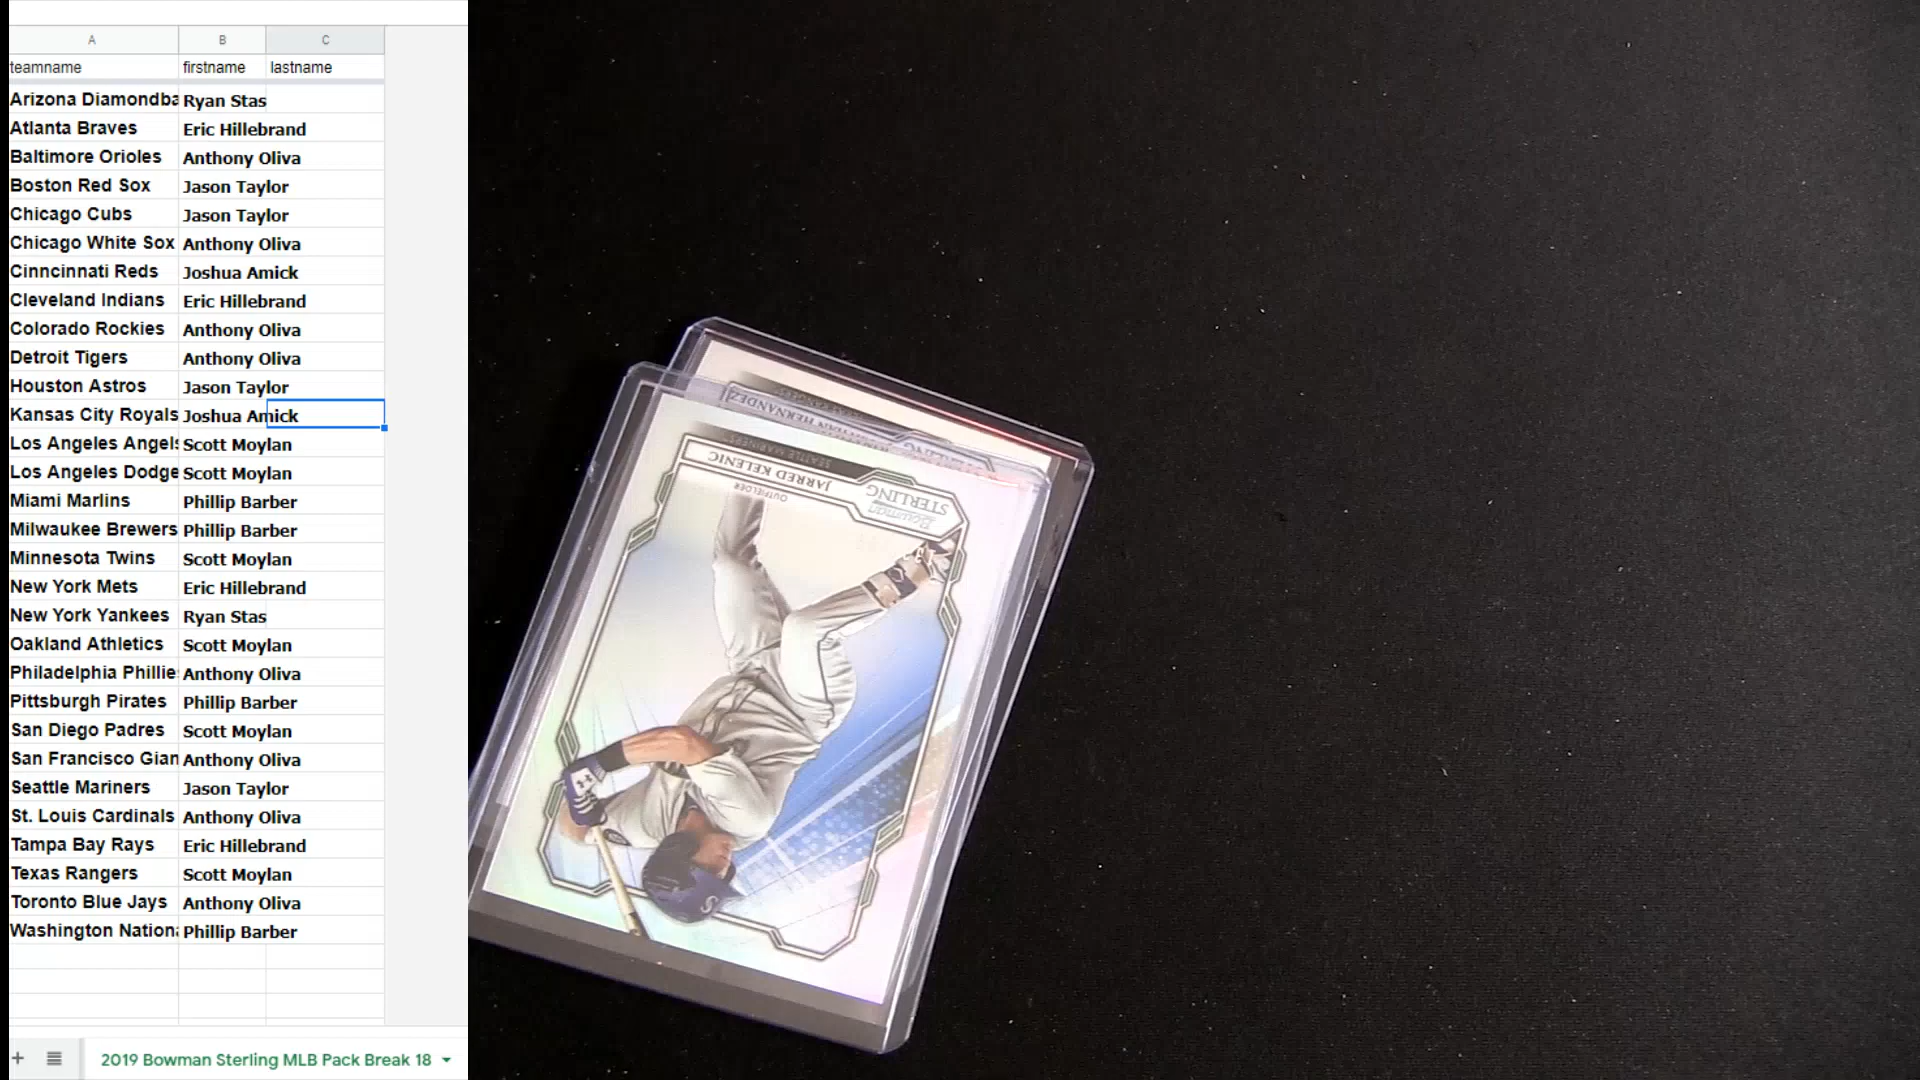 A B C
teamname firstname lastname
Arizona Diamondba Ryan Stas
Atlanta Braves Eric Hillebrand
Baltimore Orioles Anthony Oliva
Boston Red Sox Jason Taylor
Chicago Cubs Jason Taylor
Chicago White Sox Anthony Oliva
Cinncinnati Reds Joshua Amick
Cleveland Indians Eric Hillebrand
Colorado Rockies Anthony Oliva
Detroit Tigers Anthony Oliva
Houston Astros Jason Taylor
Kansas City Royals Joshua Amick
Los Angeles Angels Scott Moylan
Los Angeles Dodge Scott Moylan
Miami Marlins Phillip Barber
Milwaukee Brewers Phillip Barber
Minnesota Twins Scott Moylan
New York Mets Eric Hillebrand
New York Yankees Ryan Stas
Oakland Athletics Scott Moylan
Philadelphia Phillie Anthony Oliva
Pittsburgh Pirates Phillip Barber
San Diego Padres Scott Moylan
San Francisco Gian Anthony Oliva
Seattle Mariners Jason Taylor
St. Louis Cardinals Anthony Oliva
Tampa Bay Rays Eric Hillebrand
Texas Rangers Scott Moylan
Toronto Blue Jays Anthony Oliva
Washington Nationa Phillip Barber
2019 Bowman Sterling MLB Pack Break 18
HERNANDEZ
SEATTLE MARINERS
JARRED KELENIC
OUTFIELDER
Bowman
STERLING
S